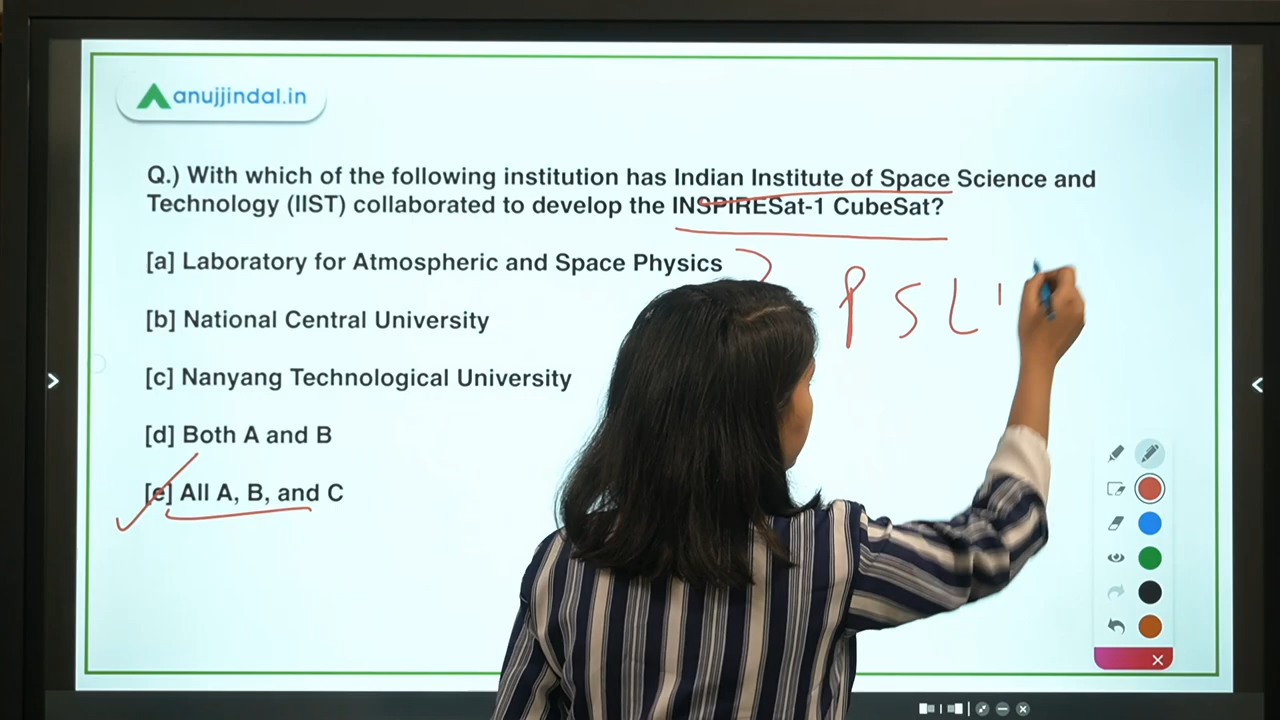 anujjindal.in
Q.) With which of the following institution has Indian Institute of Space Science and
Technology (IIST) collaborated to develop the INSPIRESat-1 CubeSat?
[a] Laboratory for Atmospheric and Space Physics
[b] National Central University
[c] Nanyang Technological University
[d] Both A and B
[e] All A, B, and C
PSL